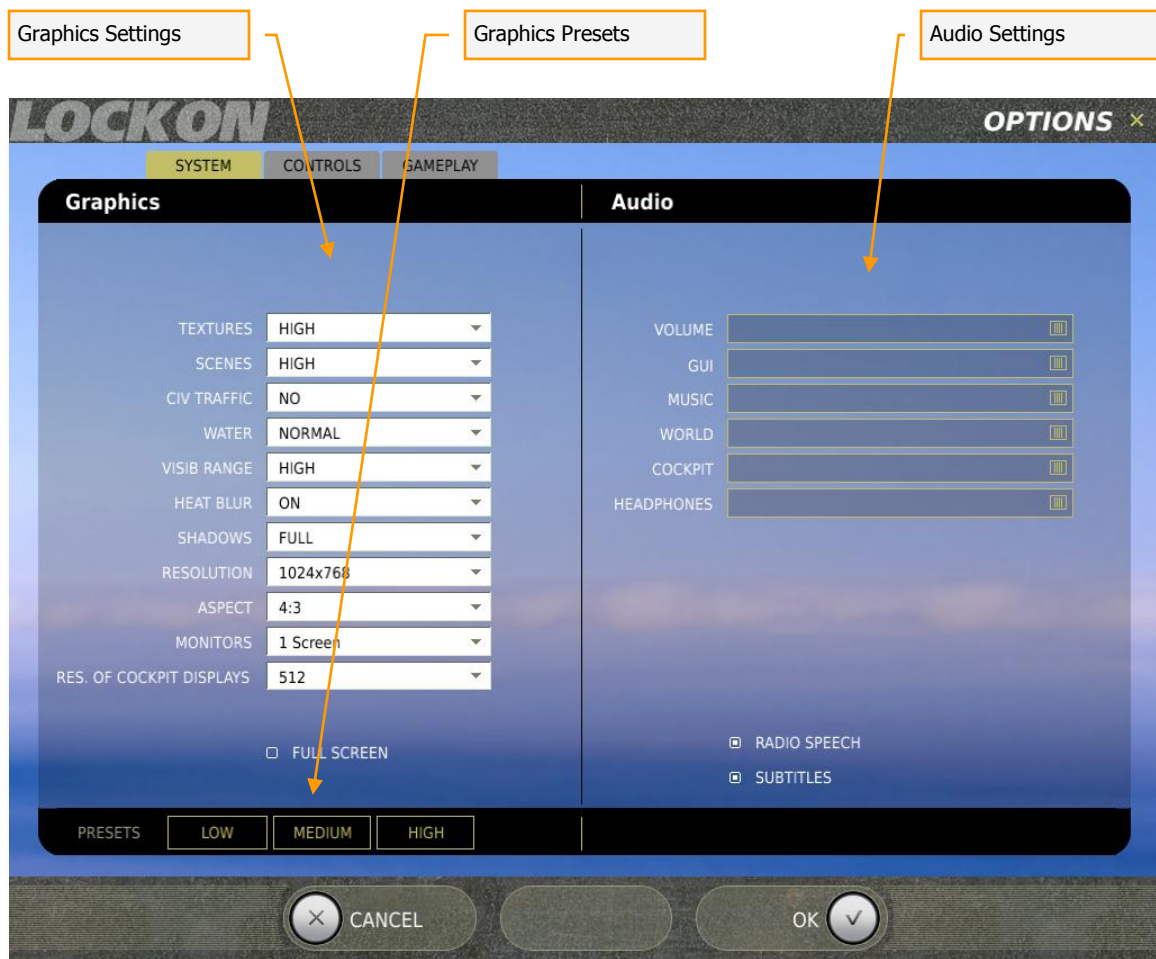 Graphics Settings
Graphics Presets
Audio Settings
LOCKON
OPTIONS ×
SYSTEM CONTROLS GAMEPLAY
Graphics
TEXTURES HIGH
SCENES HIGH
CIV TRAFFIC NO
WATER NORMAL
VISIB RANGE HIGH
HEAT BLUR ON
SHADOWS FULL
RESOLUTION 1024x768
ASPECT 4:3
MONITORS 1 Screen
RES. OF COCKPIT DISPLAYS 512
FULL SCREEN
PRESETS LOW MEDIUM HIGH
Audio
VOLUME
GUI
MUSIC
WORLD
COCKPIT
HEADPHONES
RADIO SPEECH
SUBTITLES
CANCEL
OK